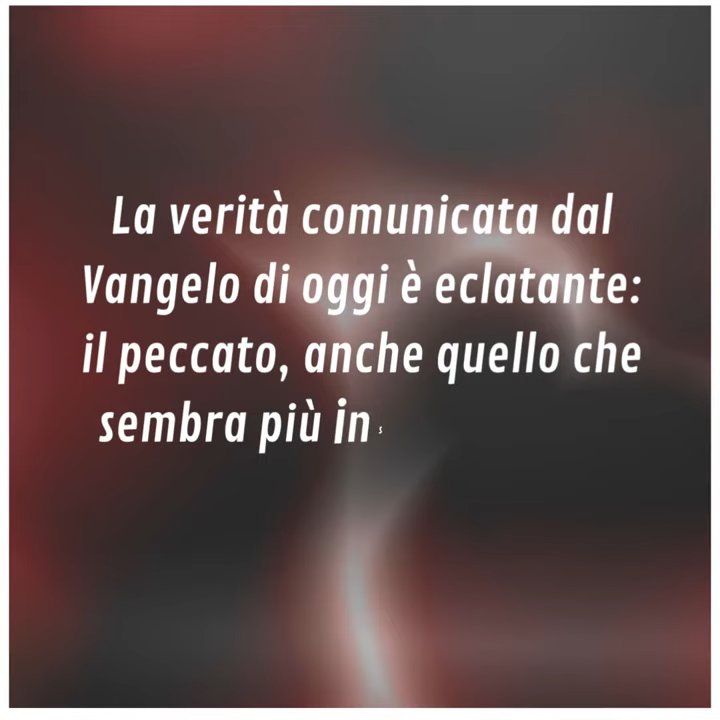 La verità comunicata dal
Vangelo di oggi è eclatante:
il peccato, anche quello che
sembra più in s